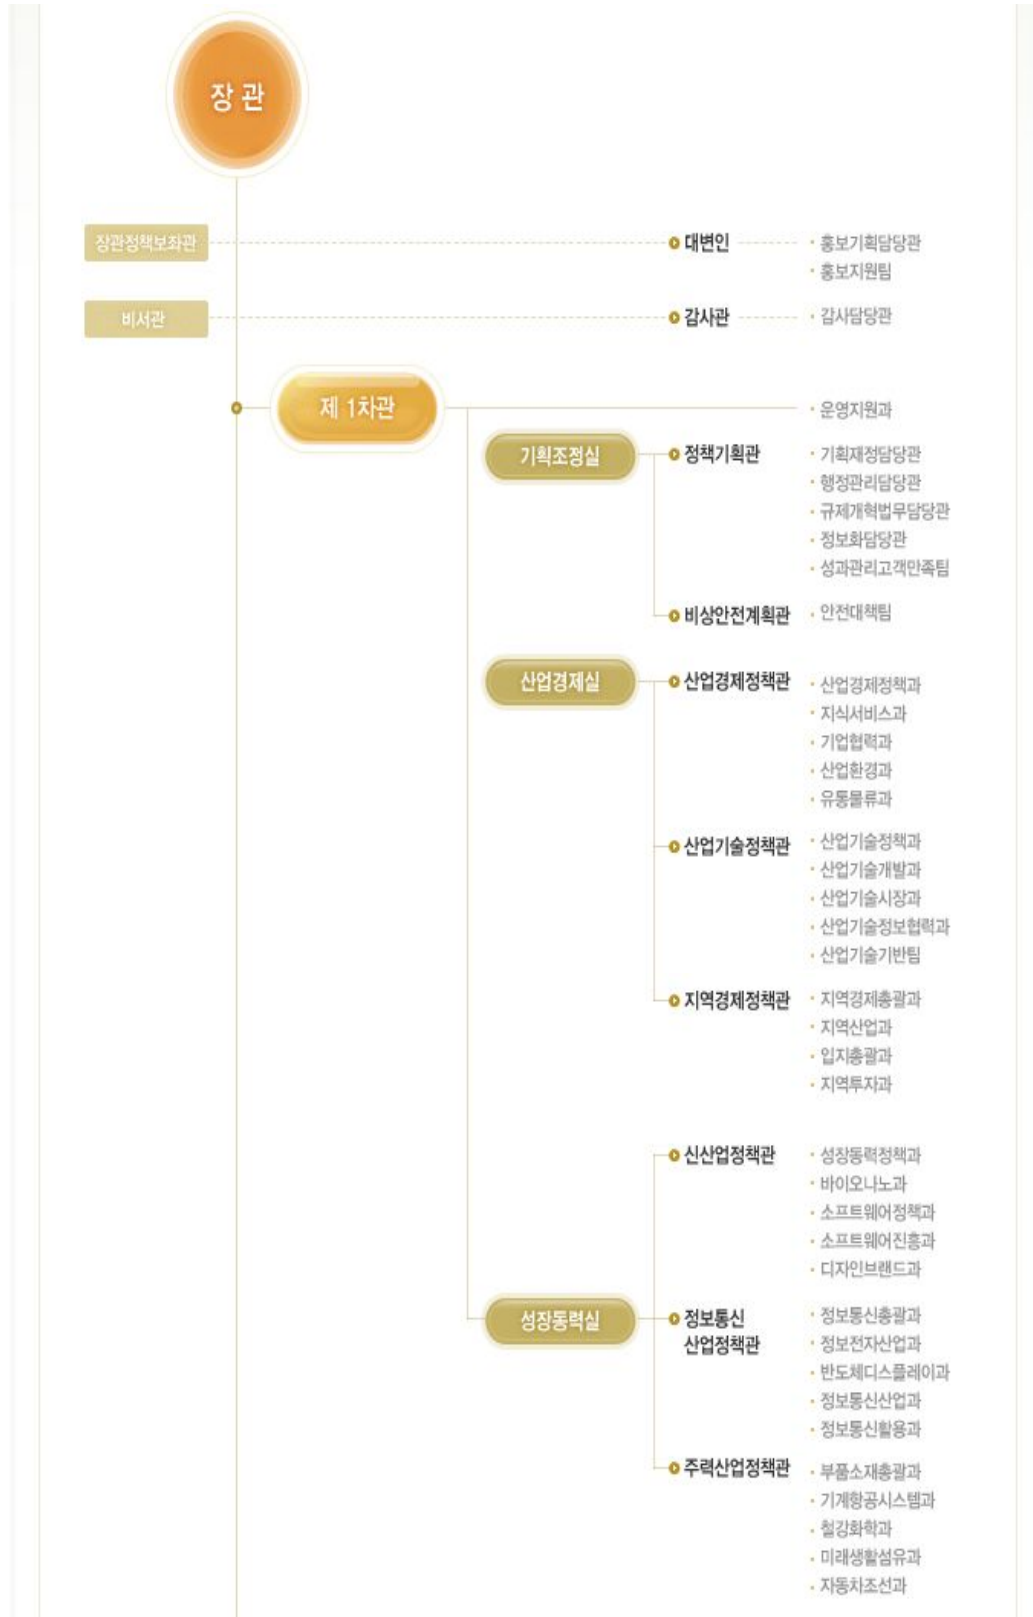 장 관
장관정책보좌관
대변인
· 홍보기획담당관
· 홍보지원팀
비서관
감사관
· 감사담당관
제 1차관
· 운영지원과
기획조정실
정책기획관
· 기획재정담당관
· 행정관리담당관
· 규제개혁법무담당관
· 정보화담당관
· 성과관리고객만족팀
비상안전계획관
· 안전대책팀
산업경제실
산업경제정책관
· 산업경제정책과
· 지식서비스과
· 기업협력과
· 산업환경과
· 유통물류과
산업기술정책관
· 산업기술정책과
· 산업기술개발과
· 산업기술시장과
· 산업기술정보협력과
· 산업기술기반팀
지역경제정책관
· 지역경제총괄과
· 지역산업과
· 입지총괄과
· 지역투자과
성장동력실
신산업정책관
· 성장동력정책과
· 바이오나노과
· 소프트웨어정책과
· 소프트웨어진흥과
· 디자인브랜드과
정보통신
산업정책관
· 정보통신총괄과
· 정보전자산업과
· 반도체디스플레이과
· 정보통신산업과
· 정보통신활용과
주력산업정책관
· 부품소재총괄과
· 기계항공시스템과
· 철강화학과
· 미래생활섬유과
· 자동차조선과